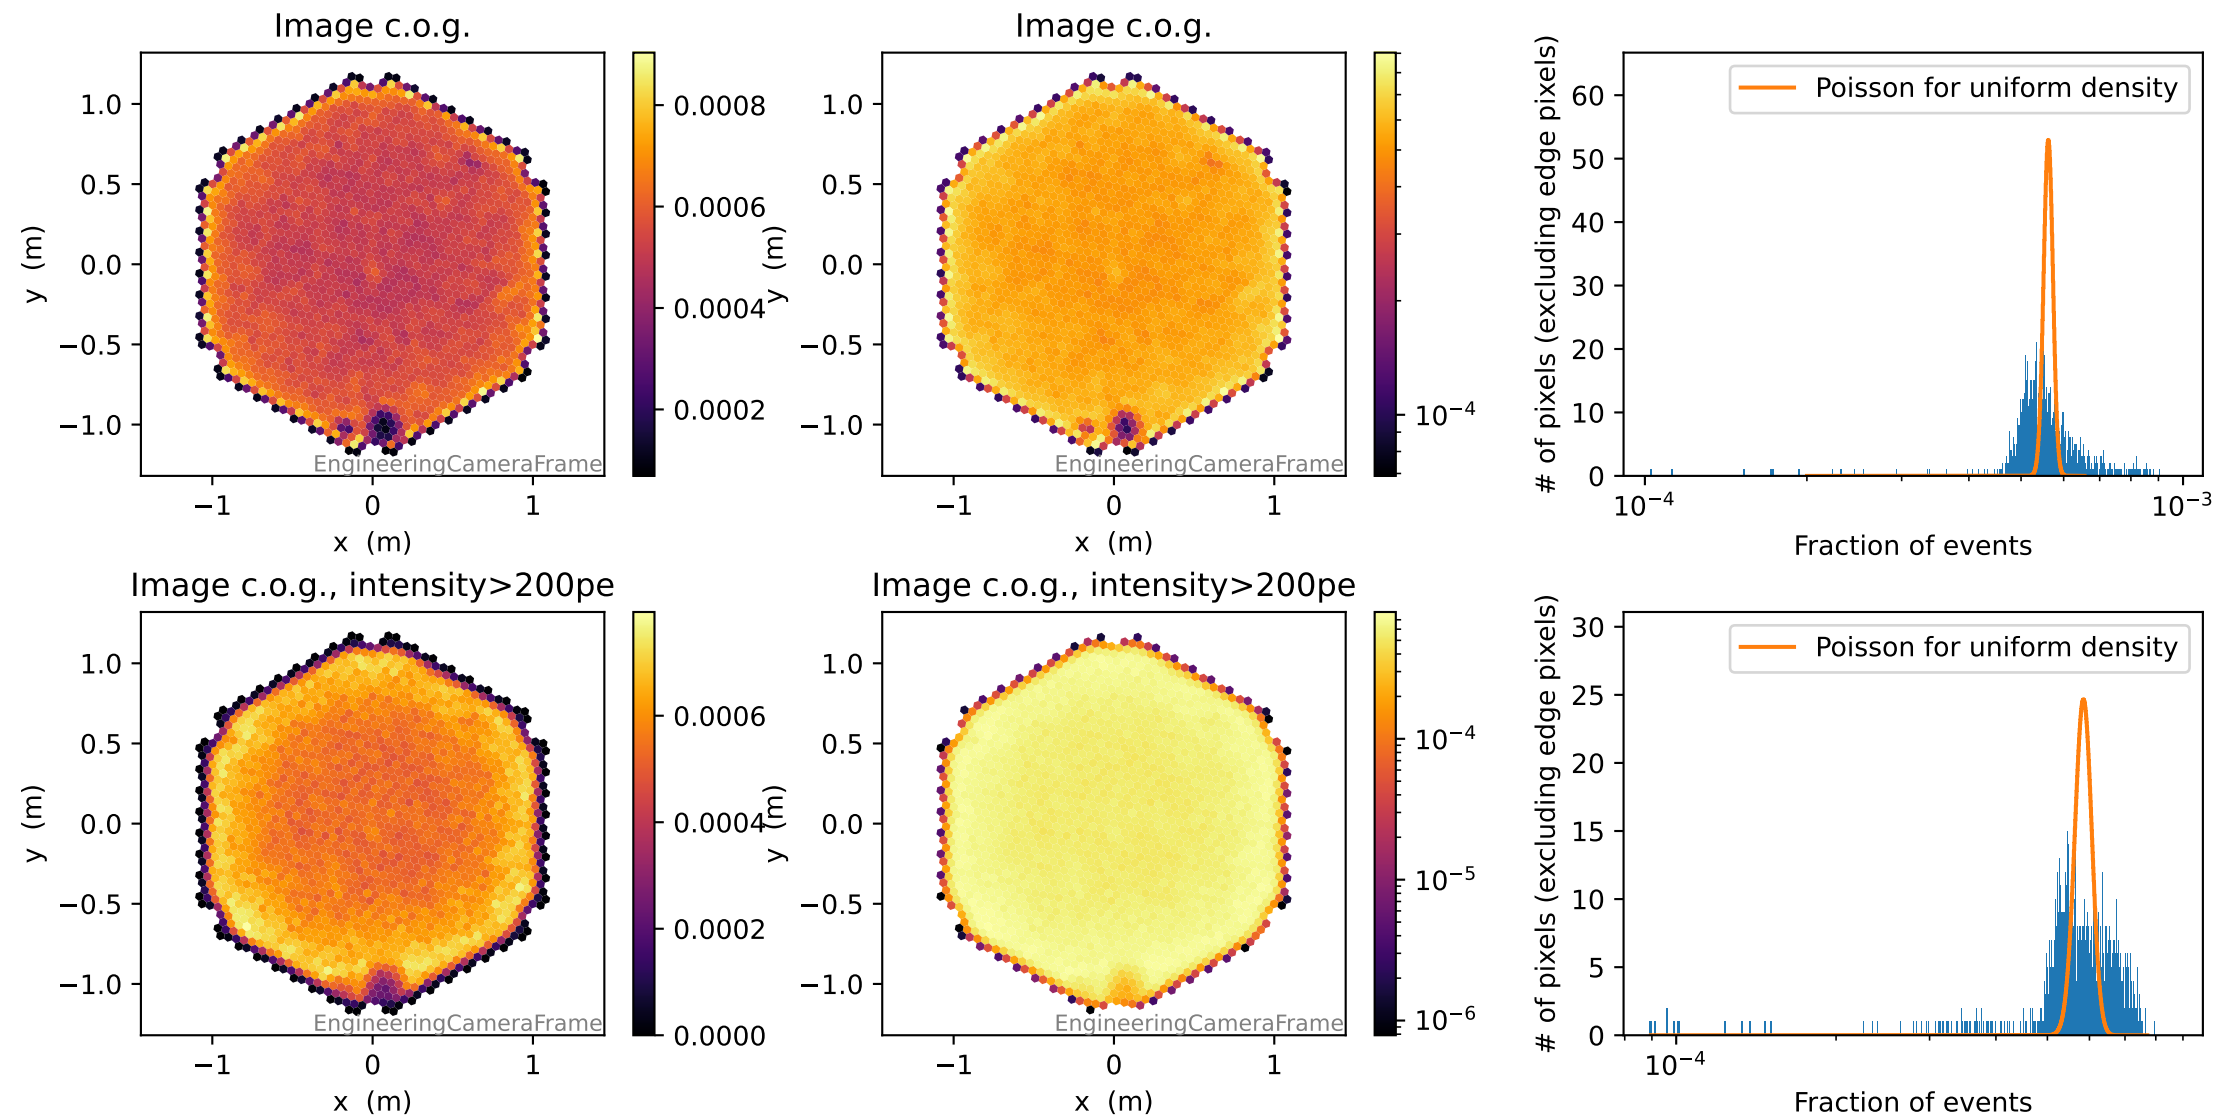 Image c.o.g.
1.0
0.5
0.0
−0.5
−1.0
y (m)
−1
0
1
x (m)
EngineeringCameraFrame
0.0008
0.0006
0.0004
0.0002
Image c.o.g.
1.0
0.5
0.0
−0.5
−1.0
y (m)
−1
0
1
x (m)
EngineeringCameraFrame
10⁻⁴
Poisson for uniform density
# of pixels (excluding edge pixels)
60
50
40
30
20
10
0
10⁻⁴
10⁻³
Fraction of events
Image c.o.g., intensity>200pe
1.0
0.5
0.0
−0.5
−1.0
y (m)
−1
0
1
x (m)
EngineeringCameraFrame
0.0006
0.0004
0.0002
0.0000
Image c.o.g., intensity>200pe
1.0
0.5
0.0
−0.5
−1.0
y (m)
−1
0
1
x (m)
EngineeringCameraFrame
10⁻⁴
10⁻⁵
10⁻⁶
Poisson for uniform density
# of pixels (excluding edge pixels)
30
25
20
15
10
5
0
10⁻⁴
Fraction of events